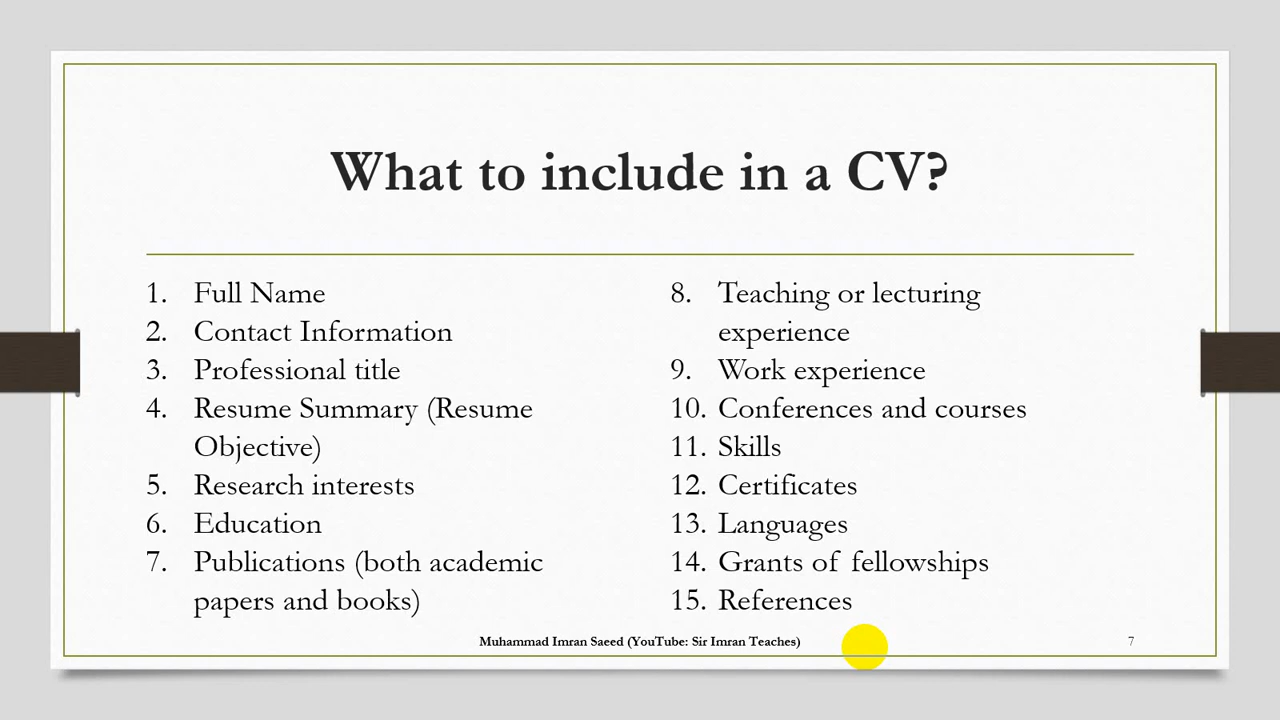 What to include in a CV?
1. Full Name
2. Contact Information
3. Professional title
4. Resume Summary (Resume
Objective)
5. Research interests
6. Education
7. Publications (both academic
papers and books)
8. Teaching or lecturing
experience
9. Work experience
10. Conferences and courses
11. Skills
12. Certificates
13. Languages
14. Grants of fellowships
15. References
Muhammad Imran Saeed (YouTube: Sir Imran Teaches)
7